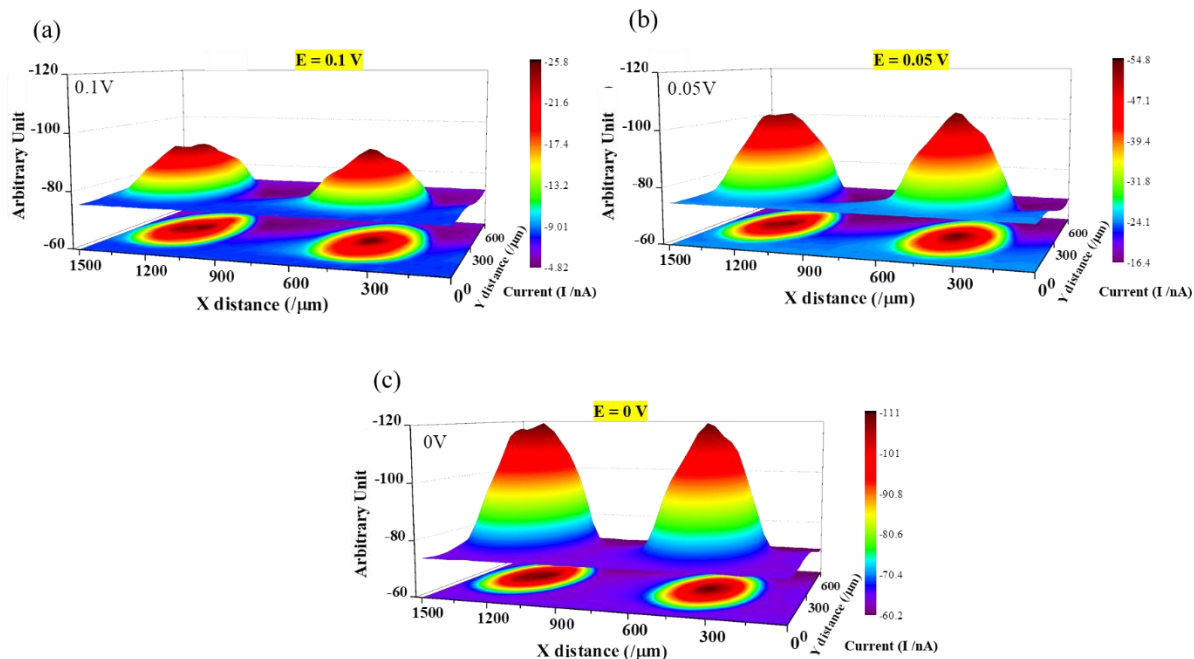 (a)
E = 0.1 V
0.1V
-120
-100
-80
-60
Arbitrary Unit
1500
1200
900
600
300
0
X distance (/µm)
0
300
600
Y distance (/µm)
-25.8
-21.6
-17.4
-13.2
-9.01
-4.82
Current (I /nA)
(b)
E = 0.05 V
0.05V
-120
-100
-80
-60
Arbitrary Unit
1500
1200
900
600
300
0
X distance (/µm)
0
300
600
Y distance (/µm)
-54.8
-47.1
-39.4
-31.8
-24.1
-16.4
Current (I /nA)
(c)
E = 0 V
0V
-120
-100
-80
-60
Arbitrary Unit
1500
1200
900
600
300
0
X distance (/µm)
0
300
600
Y distance (/µm)
-111
-101
-90.8
-80.6
-70.4
-60.2
Current (I /nA)